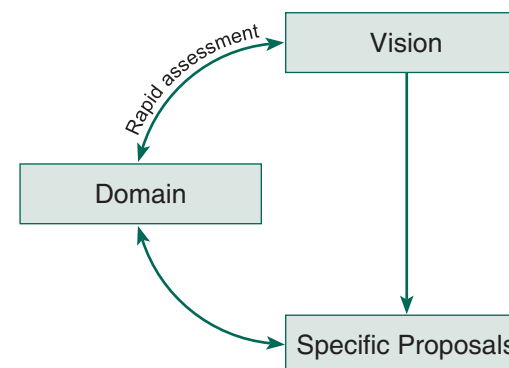 Vision
Rapid assessment
Domain
Specific Proposals